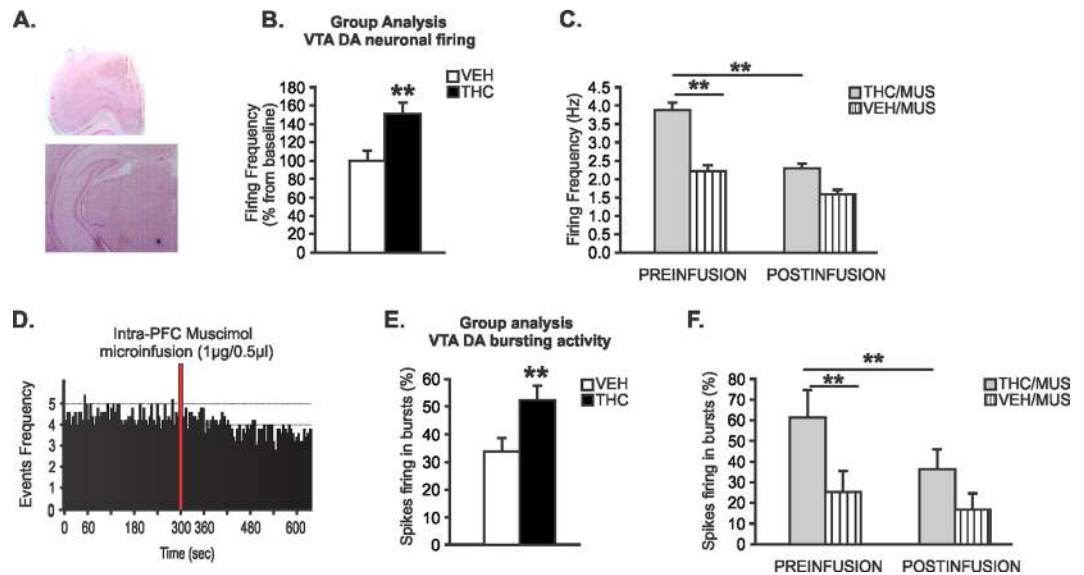 A.
B.
Group Analysis
VTA DA neuronal firing
VEH
THC
**
180
160
140
120
100
80
60
40
20
0
Firing Frequency
(% from baseline)
C.
**
**
THC/MUS
VEH/MUS
4.5
4.0
3.5
3.0
2.5
2.0
1.5
1.0
0.5
0.0
Firing Frequency (Hz)
PREINFUSION POSTINFUSION
D.
Intra-PFC Muscimol
microinfusion (1µg/0.5µl)
5
4
3
2
1
0
Events Frequency
0 60 180 300 360 480 600
Time (sec)
E.
Group analysis
VTA DA bursting activity
VEH
THC
**
60
50
40
30
20
10
0
Spikes firing in bursts (%)
F.
**
**
THC/MUS
VEH/MUS
80
70
60
50
40
30
20
10
0
Spikes firing in bursts (%)
PREINFUSION POSTINFUSION